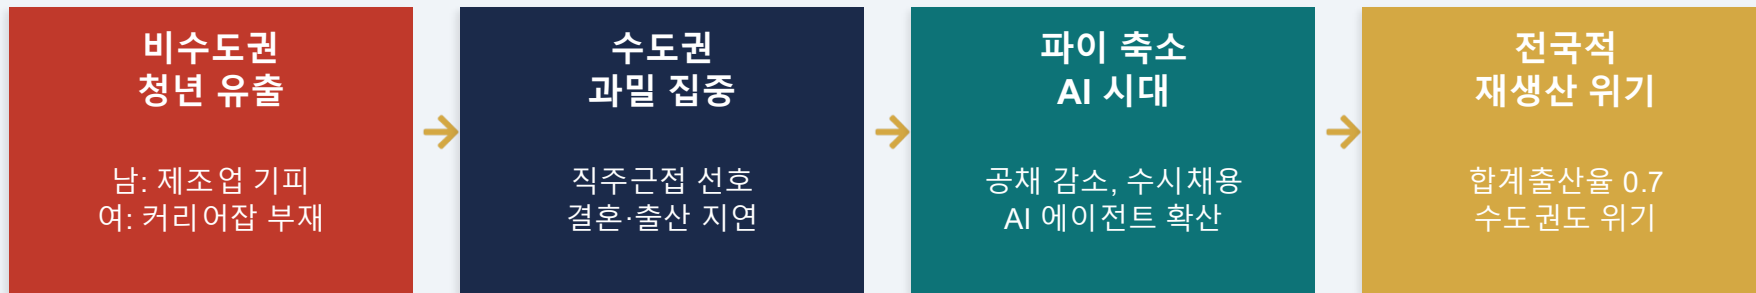 비수도권
청년 유출
남: 제조업 기피
여: 커리어잡 부재
수도권
과밀 집중
직주근접 선호
결혼·출산 지연
파이 축소
AI 시대
공채 감소, 수시채용
AI 에이전트 확산
전국적
재생산 위기
합계출산율 0.7
수도권도 위기